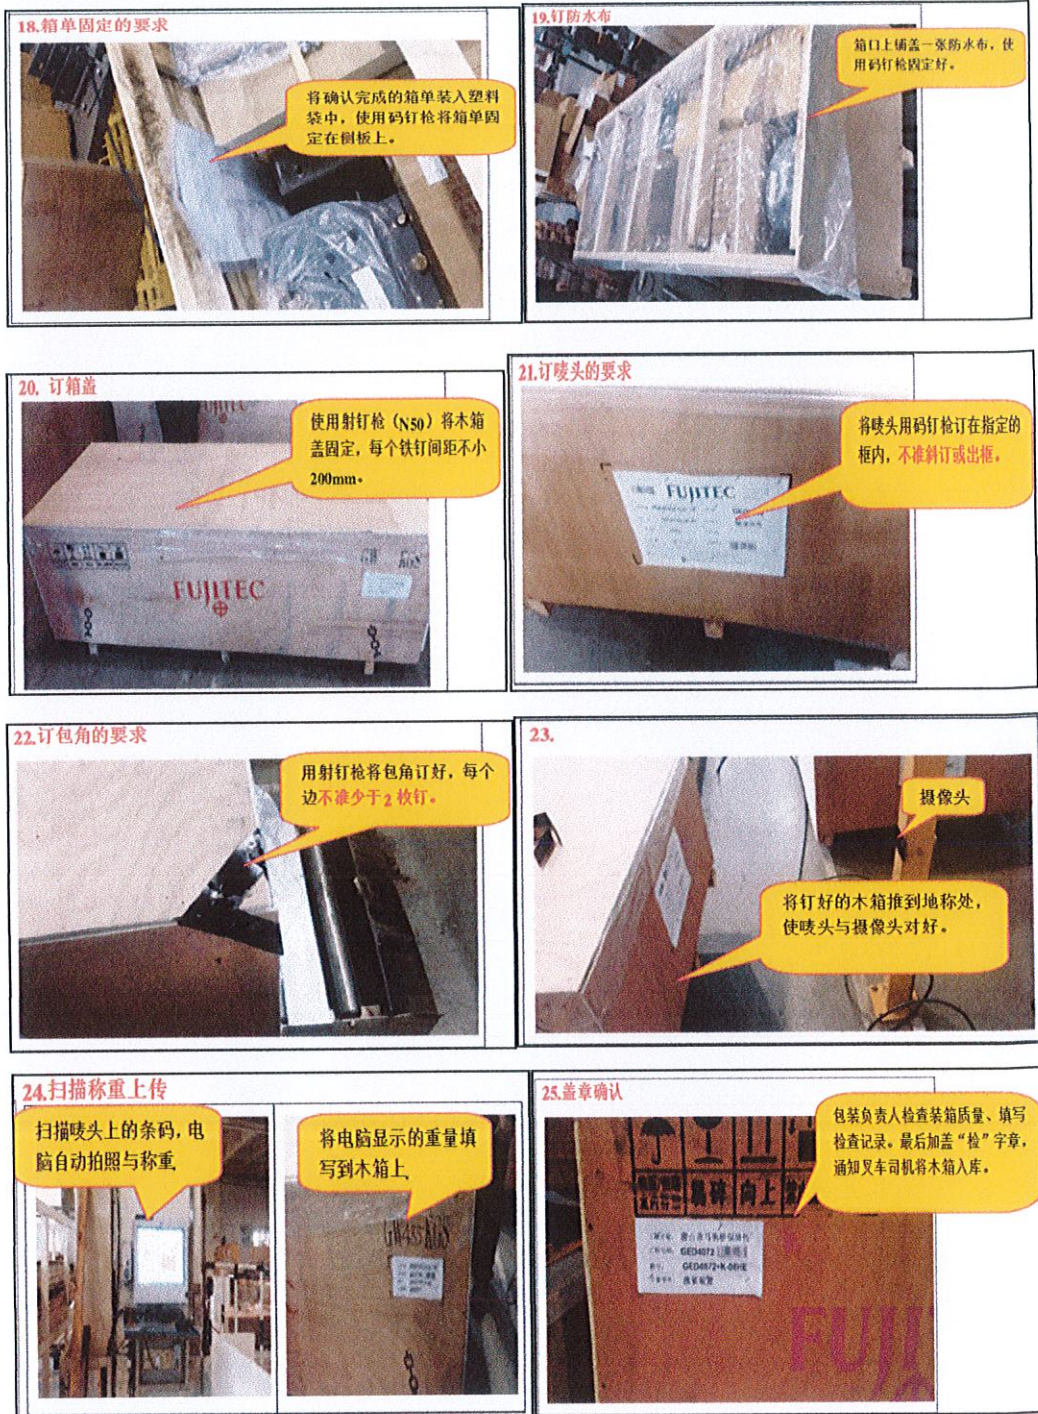 18.箱单固定的要求
将确认完成的箱单装入塑料
袋中，使用码钉枪将箱单固
定在侧板上。
19.钉防水布
箱口上铺盖一张防水布，使
用码钉枪固定好。
20. 订箱盖
使用射钉枪（N50）将木箱
盖固定，每个铁钉间距不小
200mm。
FUJITEC
21.订唛头的要求
将唛头用码钉枪订在指定的
框内，不准斜订或出框。
FUJITEC
22.订包角的要求
用射钉枪将包角订好，每个
边不准少于2枚钉。
23.
摄像头
将钉好的木箱推到地称处，
使唛头与摄像头对好。
24.扫描称重上传
扫描唛头上的条码，电
脑自动拍照与称重
将电脑显示的重量填
写到木箱上
GW435KGS
25.盖章确认
包装负责人检查装箱质量、填写
检查记录。最后加盖“检”字章，
通知叉车司机将木箱入库。
向上
GED4072
FUJI